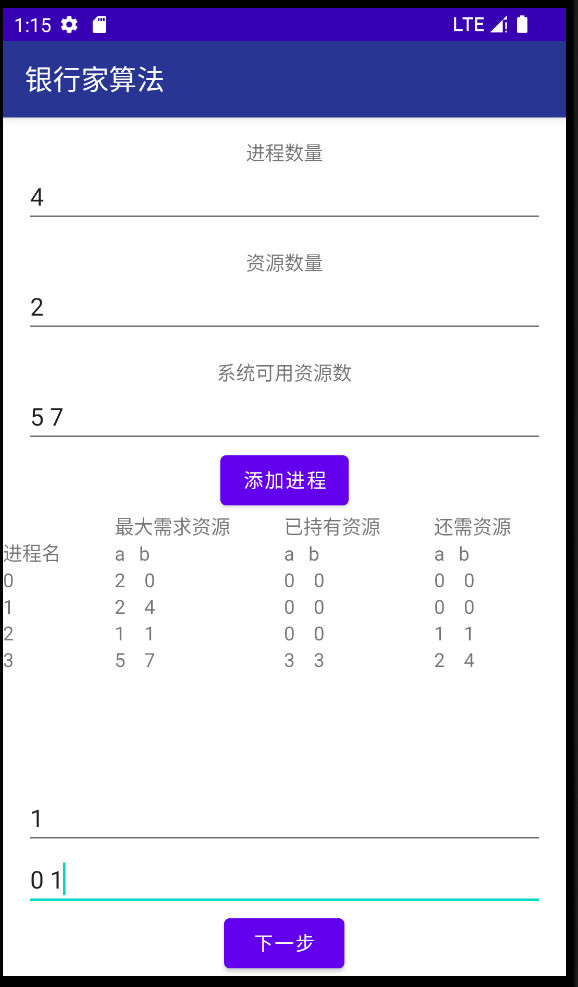 1:15 LTE
银行家算法
进程数量
4
资源数量
2
系统可用资源数
5 7
添加进程
最大需求资源 已持有资源 还需资源
进程名 a b a b a b
0 2 0 0 0 0 0
1 2 4 0 0 0 0
2 1 1 0 0 1 1
3 5 7 3 3 2 4
1
0 1
下一步